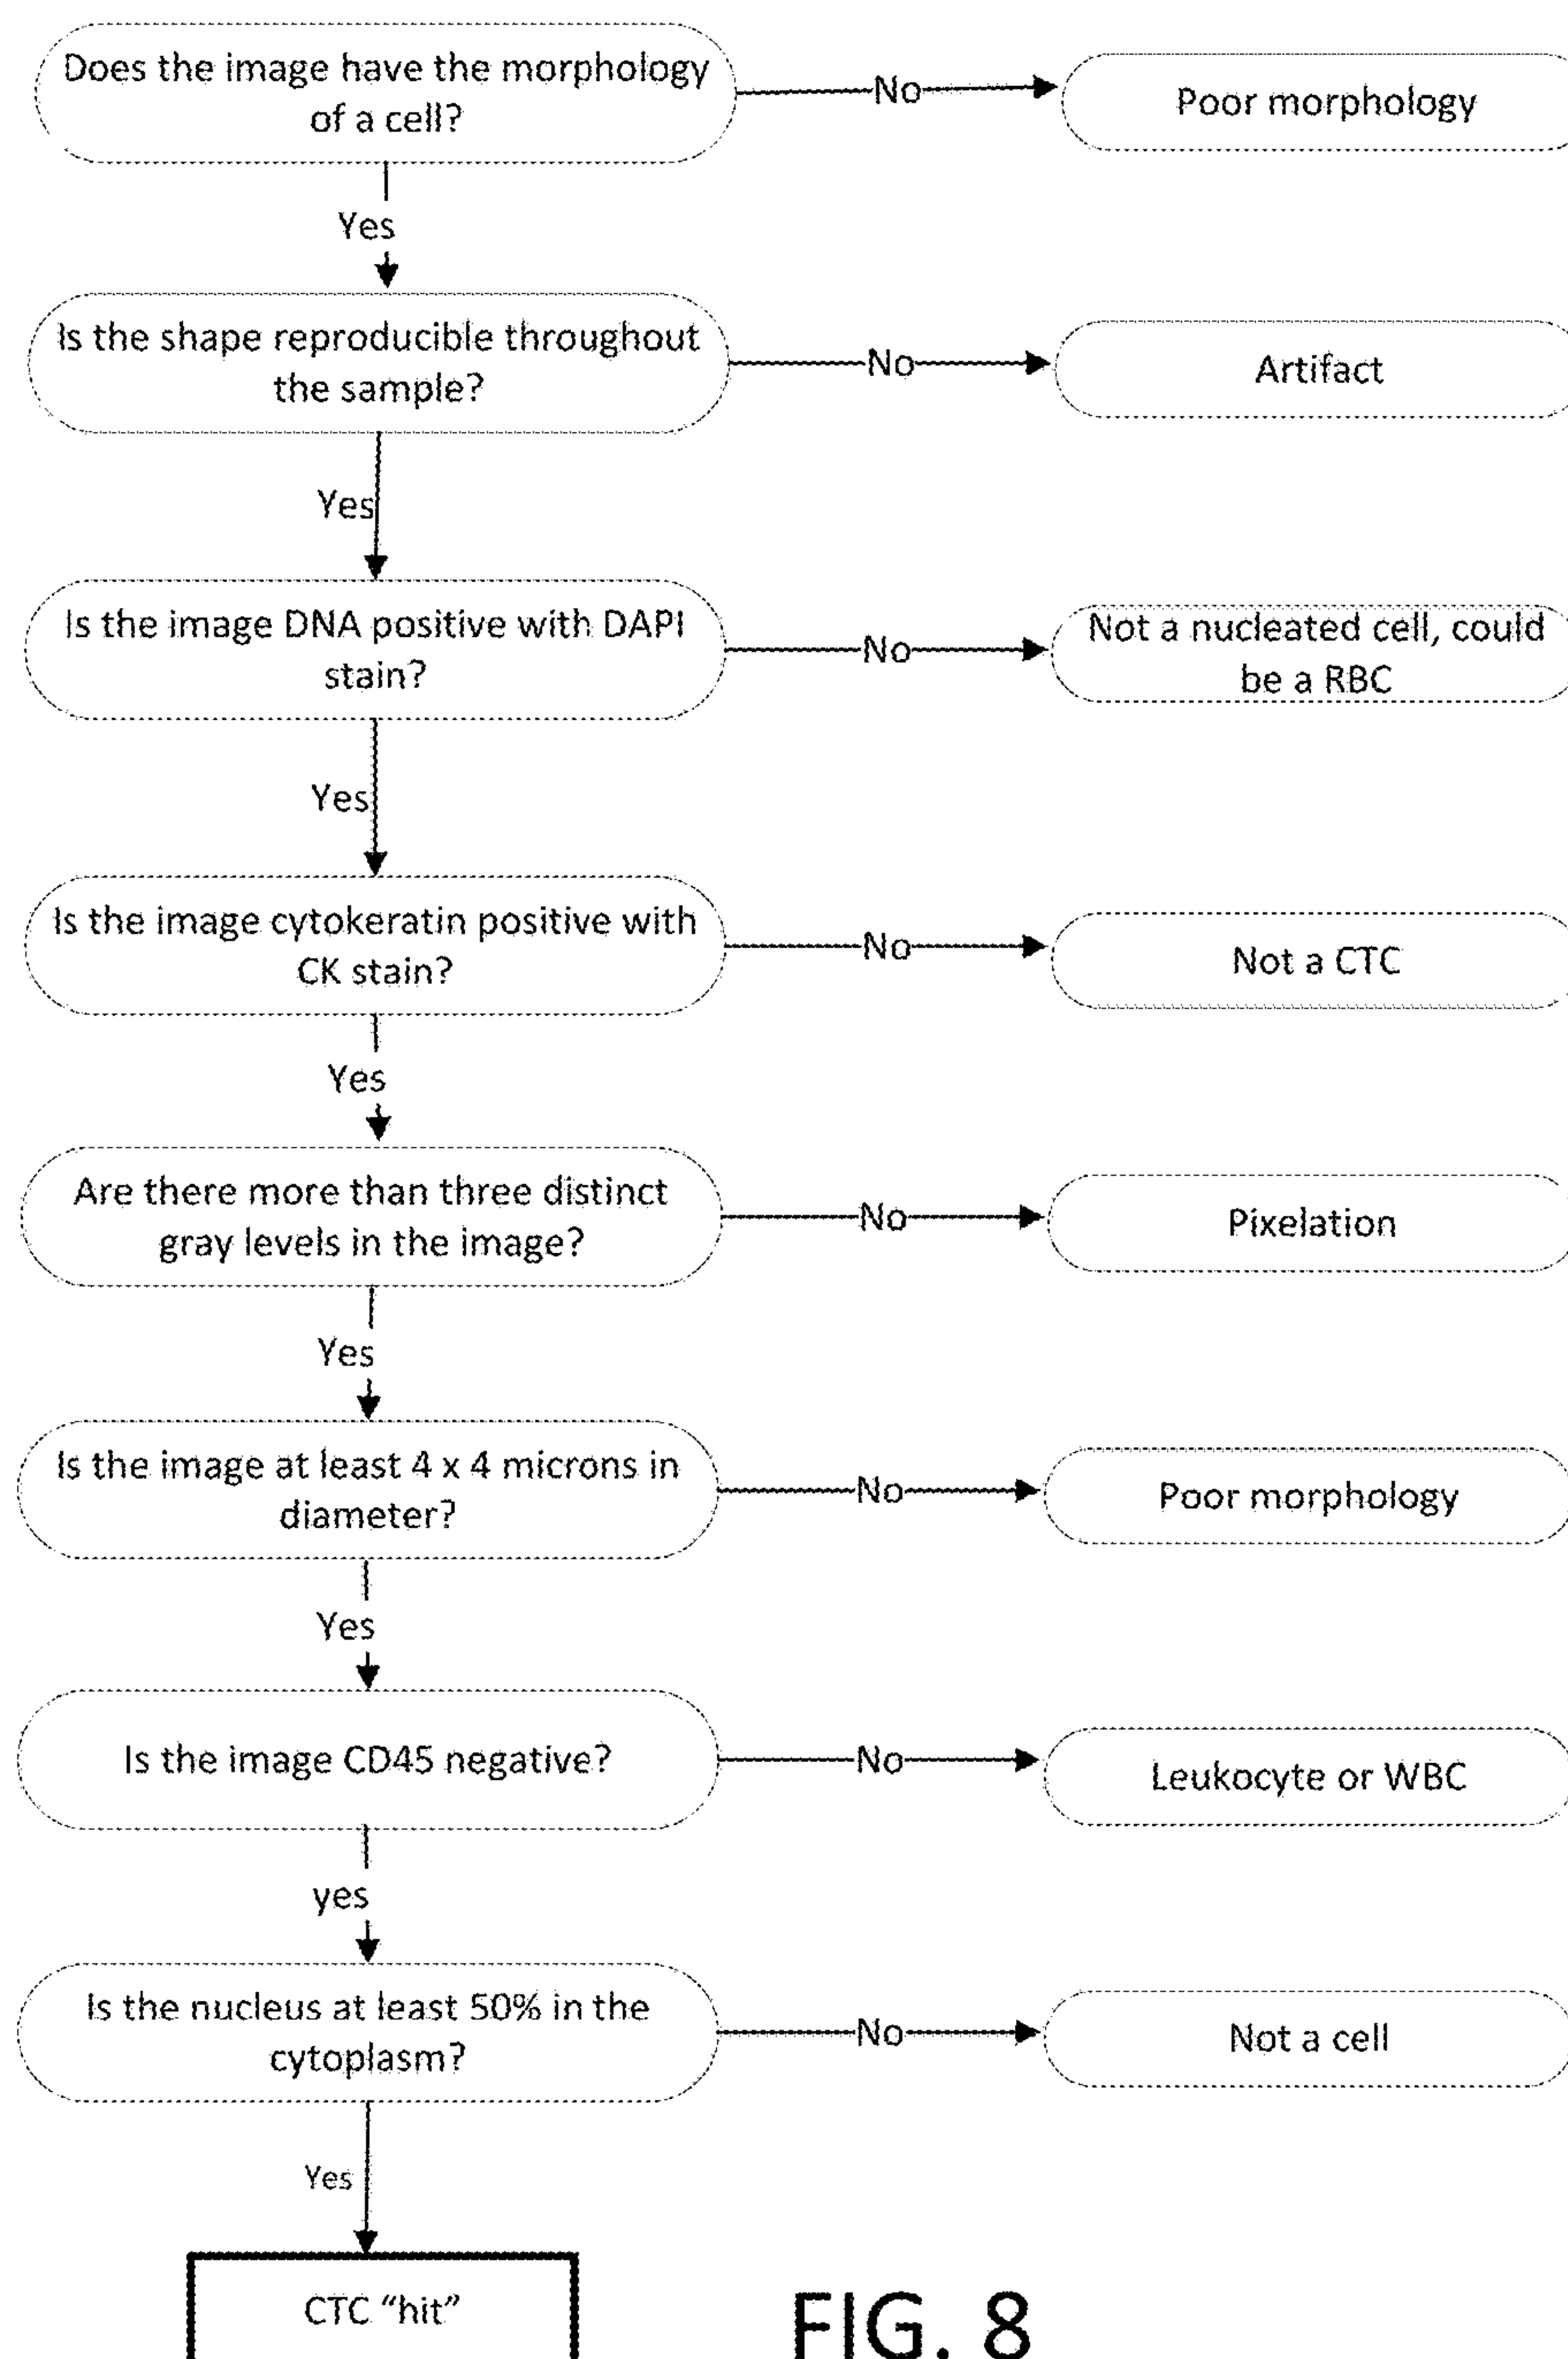 Does the image have the morphology
of a cell?
No
Poor morphology
Yes
Is the shape reproducible throughout
the sample?
No
Artifact
Yes
Is the image DNA positive with DAPI
stain?
No
Not a nucleated cell, could
be a RBC
Yes
Is the image cytokeratin positive with
CK stain?
No
Not a CTC
Yes
Are there more than three distinct
gray levels in the image?
No
Pixelation
Yes
Is the image at least 4 x 4 microns in
diameter?
No
Poor morphology
Yes
Is the image CD45 negative?
No
Leukocyte or WBC
yes
Is the nucleus at least 50% in the
cytoplasm?
No
Not a cell
Yes
CTC “hit”
FIG. 8